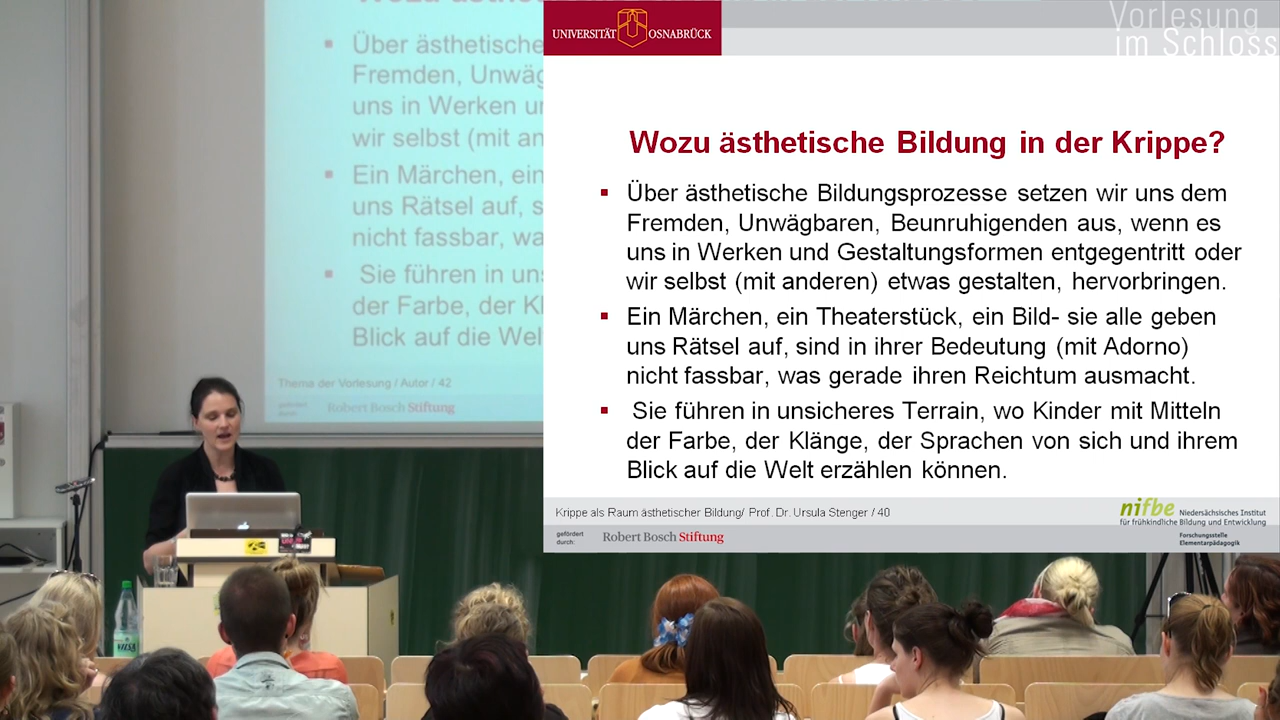 Wozu ästhet
Über ästhetische
Fremden, Unwäg
uns in Werken u
wir selbst (mit an
Ein Märchen, ein
uns Rätsel auf, s
nicht fassbar, wa
Sie führen in uns
der Farbe, der Kl
Blick auf die Welt
Thema der Vorlesung / Autor / 42
gefördert
durch:
Robert Bosch Stiftung
UNIVERSITÄT OSNABRÜCK
Vorlesung
im Schloss
Wozu ästhetische Bildung in der Krippe?
Über ästhetische Bildungsprozesse setzen wir uns dem
Fremden, Unwägbaren, Beunruhigenden aus, wenn es
uns in Werken und Gestaltungsformen entgegentritt oder
wir selbst (mit anderen) etwas gestalten, hervorbringen.
Ein Märchen, ein Theaterstück, ein Bild- sie alle geben
uns Rätsel auf, sind in ihrer Bedeutung (mit Adorno)
nicht fassbar, was gerade ihren Reichtum ausmacht.
Sie führen in unsicheres Terrain, wo Kinder mit Mitteln
der Farbe, der Klänge, der Sprachen von sich und ihrem
Blick auf die Welt erzählen können.
Krippe als Raum ästhetischer Bildung/ Prof. Dr. Ursula Stenger / 40
nifbe Niedersächsisches Institut
für frühkindliche Bildung und Entwicklung
Forschungsstelle
Elementarpädagogik
gefördert
durch:
Robert Bosch Stiftung
VILSA